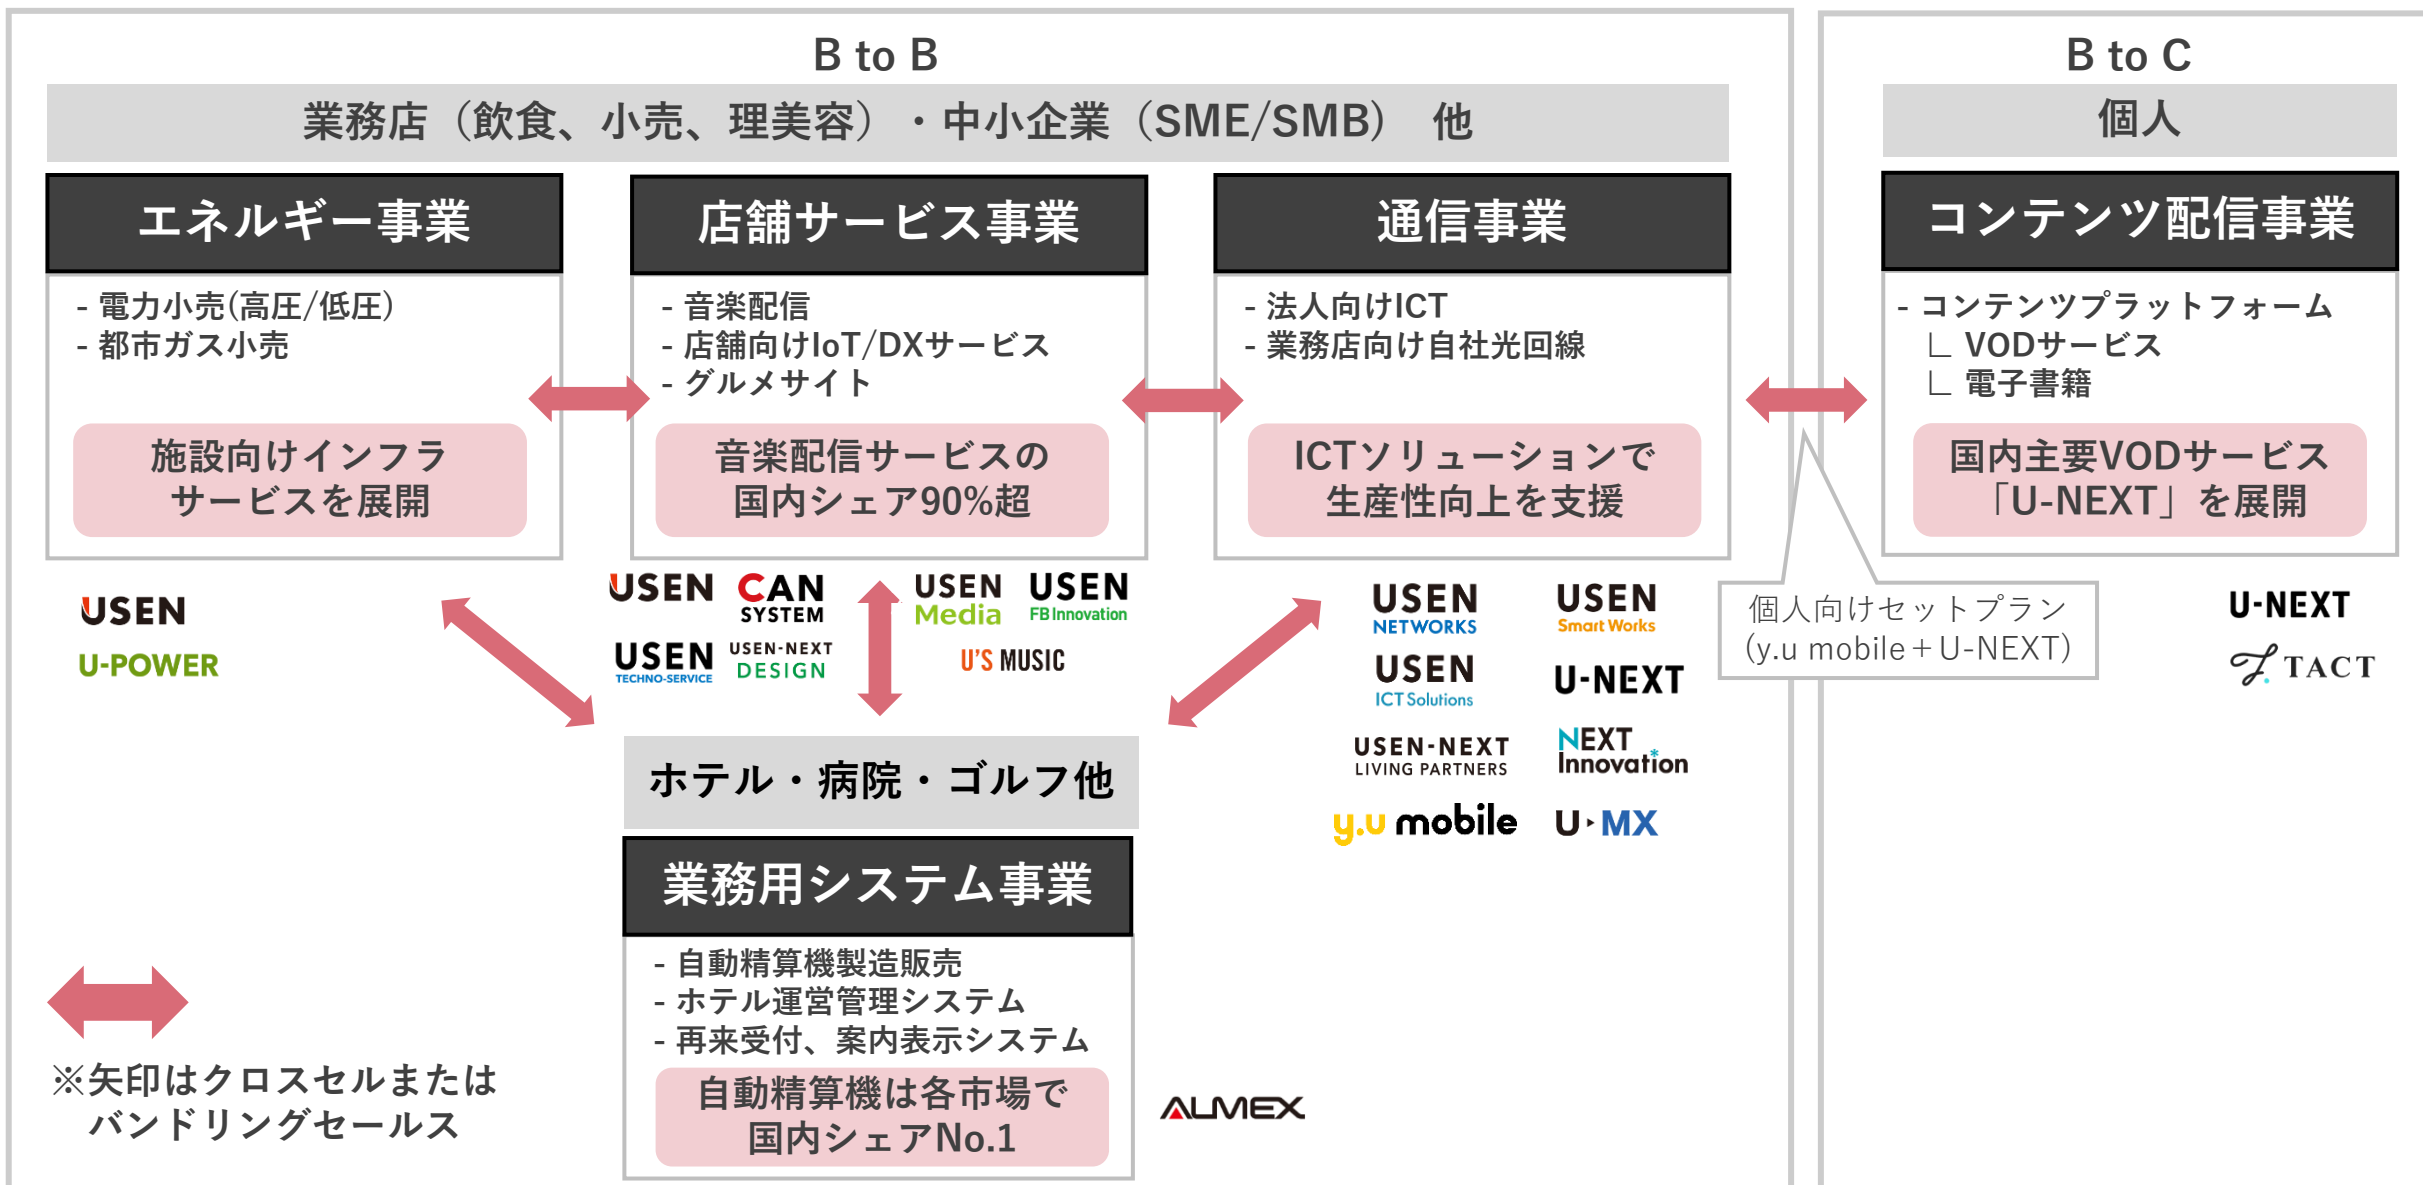 B to B
業務店（飲食、小売、理美容）・中小企業（SME/SMB） 他
エネルギー事業
- 電力小売(高圧/低圧)
- 都市ガス小売
施設向けインフラ
サービスを展開
USEN
U-POWER
店舗サービス事業
- 音楽配信
- 店舗向けIoT/DXサービス
- グルメサイト
音楽配信サービスの
国内シェア90%超
USEN
CAN
SYSTEM
USEN
Media
USEN
FB Innovation
USEN
TECHNO-SERVICE
USEN-NEXT
DESIGN
U'S MUSIC
通信事業
- 法人向けICT
- 業務店向け自社光回線
ICTソリューションで
生産性向上を支援
USEN
NETWORKS
USEN
Smart Works
USEN
ICT Solutions
U-NEXT
USEN-NEXT
LIVING PARTNERS
NEXT
Innovation
y.u mobile
U MX
個人向けセットプラン
(y.u mobile＋U-NEXT)
B to C
個人
コンテンツ配信事業
- コンテンツプラットフォーム
∟ VODサービス
∟ 電子書籍
国内主要VODサービス
「U-NEXT」を展開
U-NEXT
TACT
ホテル・病院・ゴルフ他
業務用システム事業
- 自動精算機製造販売
- ホテル運営管理システム
- 再来受付、案内表示システム
自動精算機は各市場で
国内シェアNo.1
ALMEX
※矢印はクロスセルまたは
バンドリングセールス